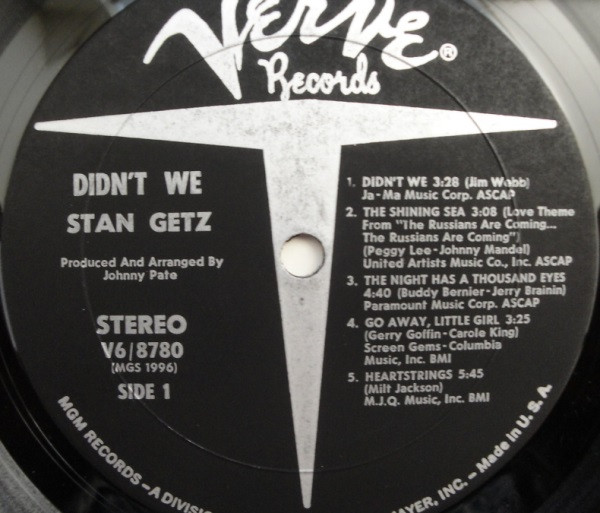 Verve®
Records
DIDN'T WE
STAN GETZ
Produced And Arranged By
Johnny Pate
STEREO
V6/8780
(MGS 1996)
SIDE 1
1. DIDN'T WE 3:28 (Jim Webb)
Ja-Ma Music Corp. ASCAP
2. THE SHINING SEA 3:08 (Love Theme
From "The Russians Are Coming...
The Russians Are Coming")
(Peggy Lee-Johnny Mandel)
United Artists Music Co., Inc. ASCAP
3. THE NIGHT HAS A THOUSAND EYES
4:40 (Buddy Bernier-Jerry Brainin)
Paramount Music Corp. ASCAP
4. GO AWAY, LITTLE GIRL 3:25
(Gerry Goffin-Carole King)
Screen Gems-Columbia
Music, Inc. BMI
5. HEARTSTRINGS 5:45
(Milt Jackson)
M.J.Q. Music, Inc. BMI
MGM RECORDS—A DIVISION MAYER, INC. – Made in U. S. A.